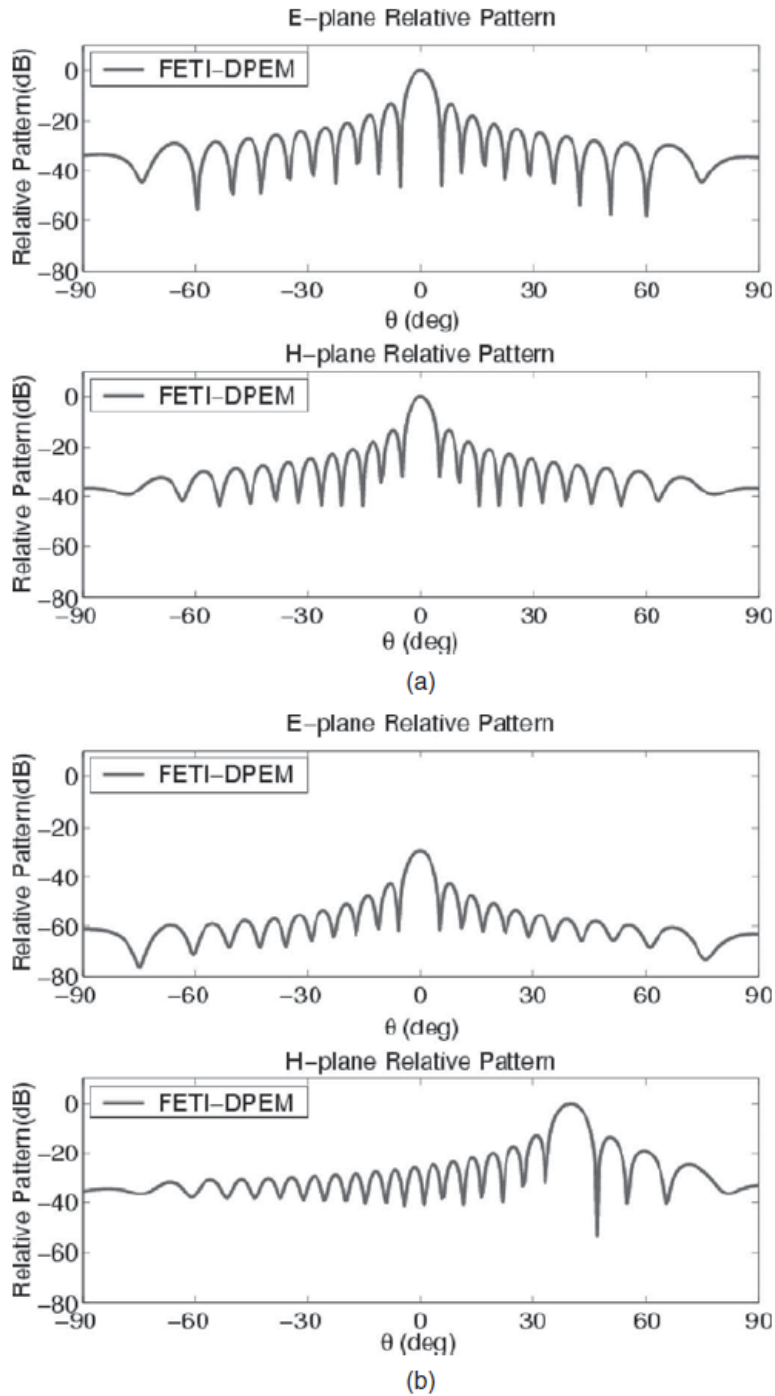 E-plane Relative Pattern
Relative Pattern(dB)
FETI-DPEM
0
-20
-40
-60
-80
-90 -60 -30 0 30 60 90
θ (deg)
H-plane Relative Pattern
Relative Pattern(dB)
FETI-DPEM
0
-20
-40
-60
-80
-90 -60 -30 0 30 60 90
θ (deg)
(a)
E-plane Relative Pattern
Relative Pattern(dB)
FETI-DPEM
0
-20
-40
-60
-80
-90 -60 -30 0 30 60 90
θ (deg)
H-plane Relative Pattern
Relative Pattern(dB)
FETI-DPEM
0
-20
-40
-60
-80
-90 -60 -30 0 30 60 90
θ (deg)
(b)